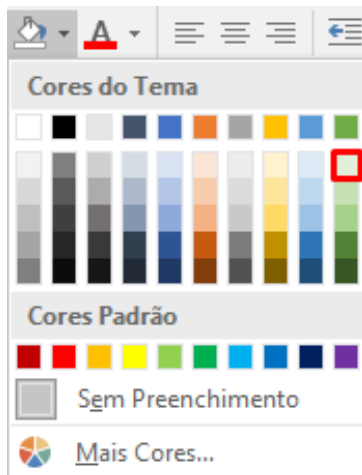 A
Cores do Tema
Cores Padrão
Sem Preenchimento
Mais Cores...